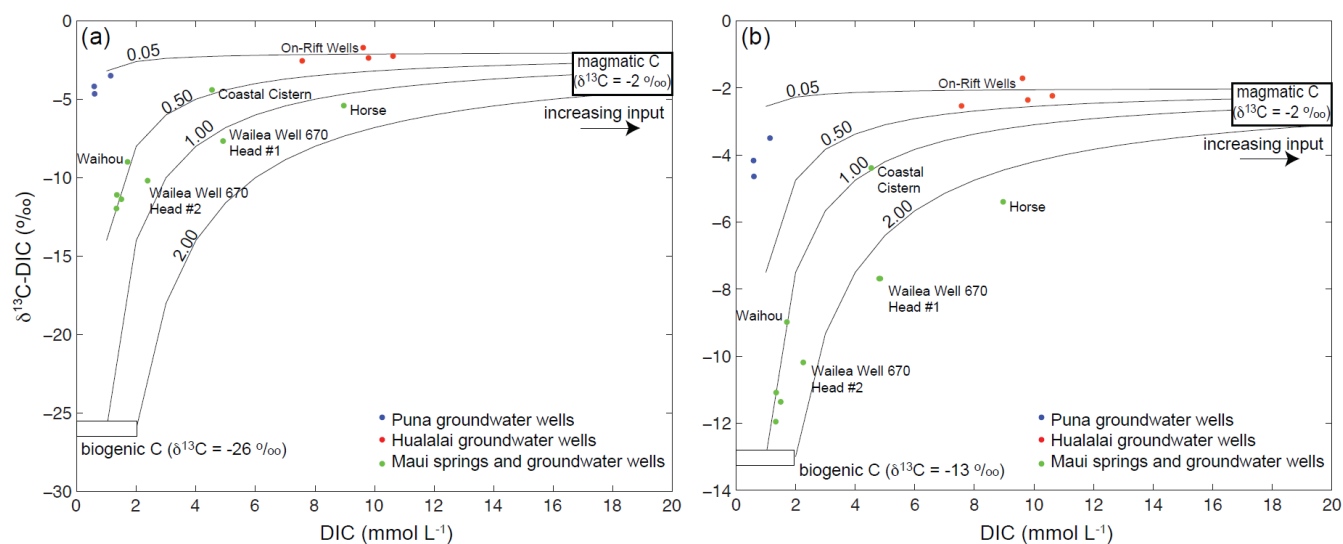 (a)
0
−5
−10
−15
−20
−25
−30
δ¹³C-DIC (º/ₒₒ)
0 2 4 6 8 10 12 14 16 18 20
DIC (mmol L⁻¹)
0.05
0.50
1.00
2.00
On-Rift Wells
magmatic C
(δ¹³C = -2 º/ₒₒ)
increasing input
Coastal Cistern
Horse
Wailea Well 670
Head #1
Waihou
Wailea Well 670
Head #2
biogenic C (δ¹³C = -26 º/ₒₒ)
Puna groundwater wells
Hualalai groundwater wells
Maui springs and groundwater wells
(b)
0
−2
−4
−6
−8
−10
−12
−14
0 2 4 6 8 10 12 14 16 18 20
DIC (mmol L⁻¹)
0.05
0.50
1.00
2.00
On-Rift Wells
magmatic C
(δ¹³C = -2 º/ₒₒ)
increasing input
Coastal
Cistern
Horse
Wailea Well 670
Head #1
Waihou
Wailea Well 670
Head #2
biogenic C (δ¹³C = -13 º/ₒₒ)
Puna groundwater wells
Hualalai groundwater wells
Maui springs and groundwater wells